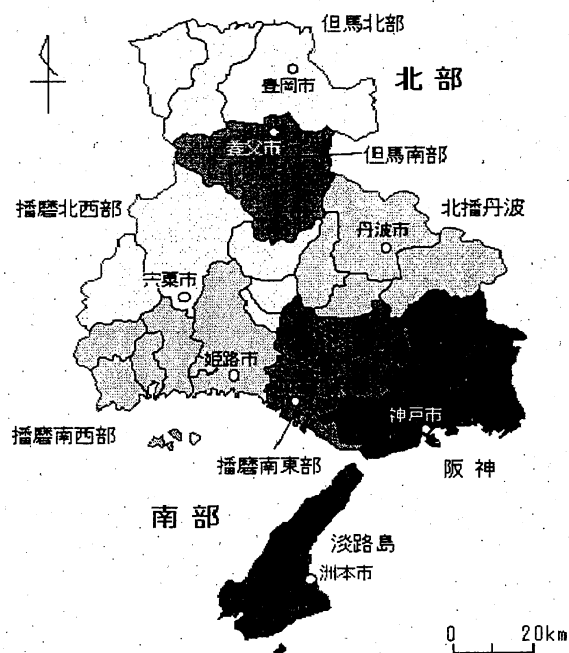 但馬北部
豊岡市
北部
養父市
但馬南部
播磨北西部
北播丹波
丹波市
宍粟市
姫路市
神戸市
播磨南西部
播磨南東部
阪神
南部
淡路島
洲本市
0 20km